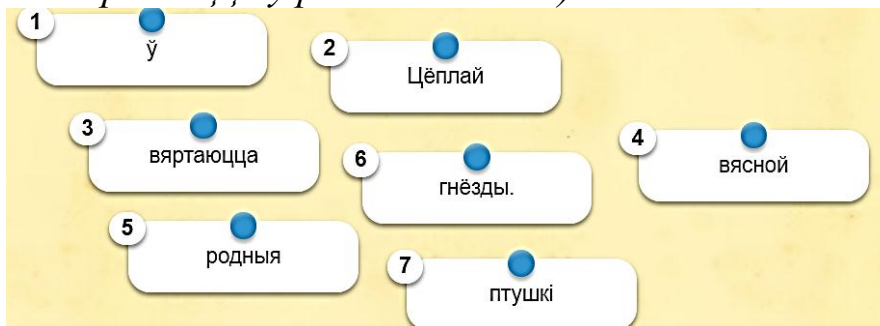 1
ў
2
Цёплай
3
вяртаюцца
4
вясной
6
гнёзды.
5
родныя
7
птушкі